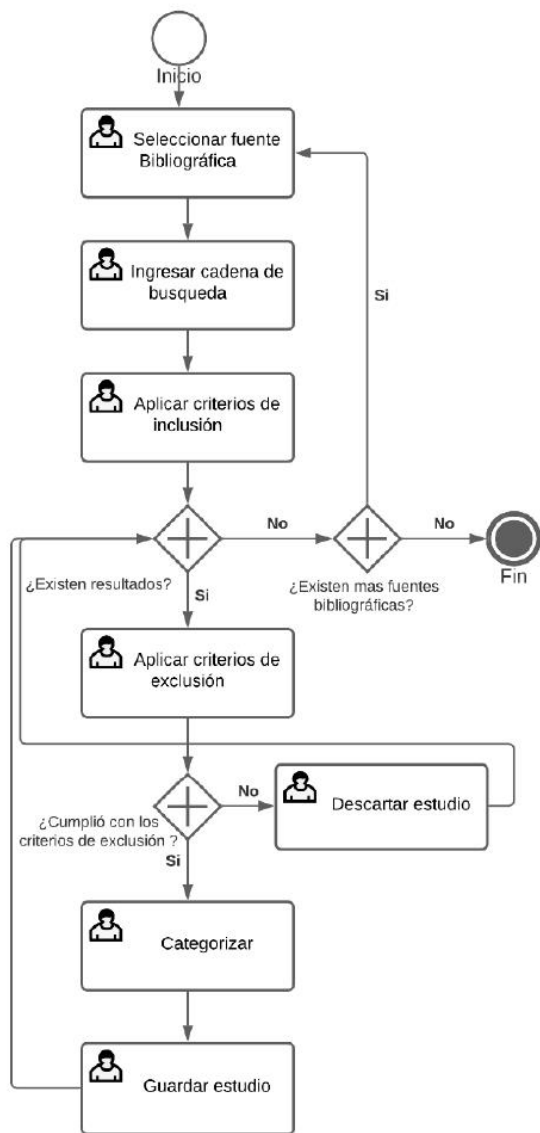 Inicio
Seleccionar fuente
Bibliográfica
Ingresar cadena de
busqueda
Si
Aplicar criterios de
inclusión
No
No
¿Existen resultados?
¿Existen mas fuentes
bibliográficas?
Fin
Si
Aplicar criterios de
exclusión
No
Descartar estudio
¿Cumplió con los
criterios de exclusión ?
Si
Categorizar
Guardar estudio